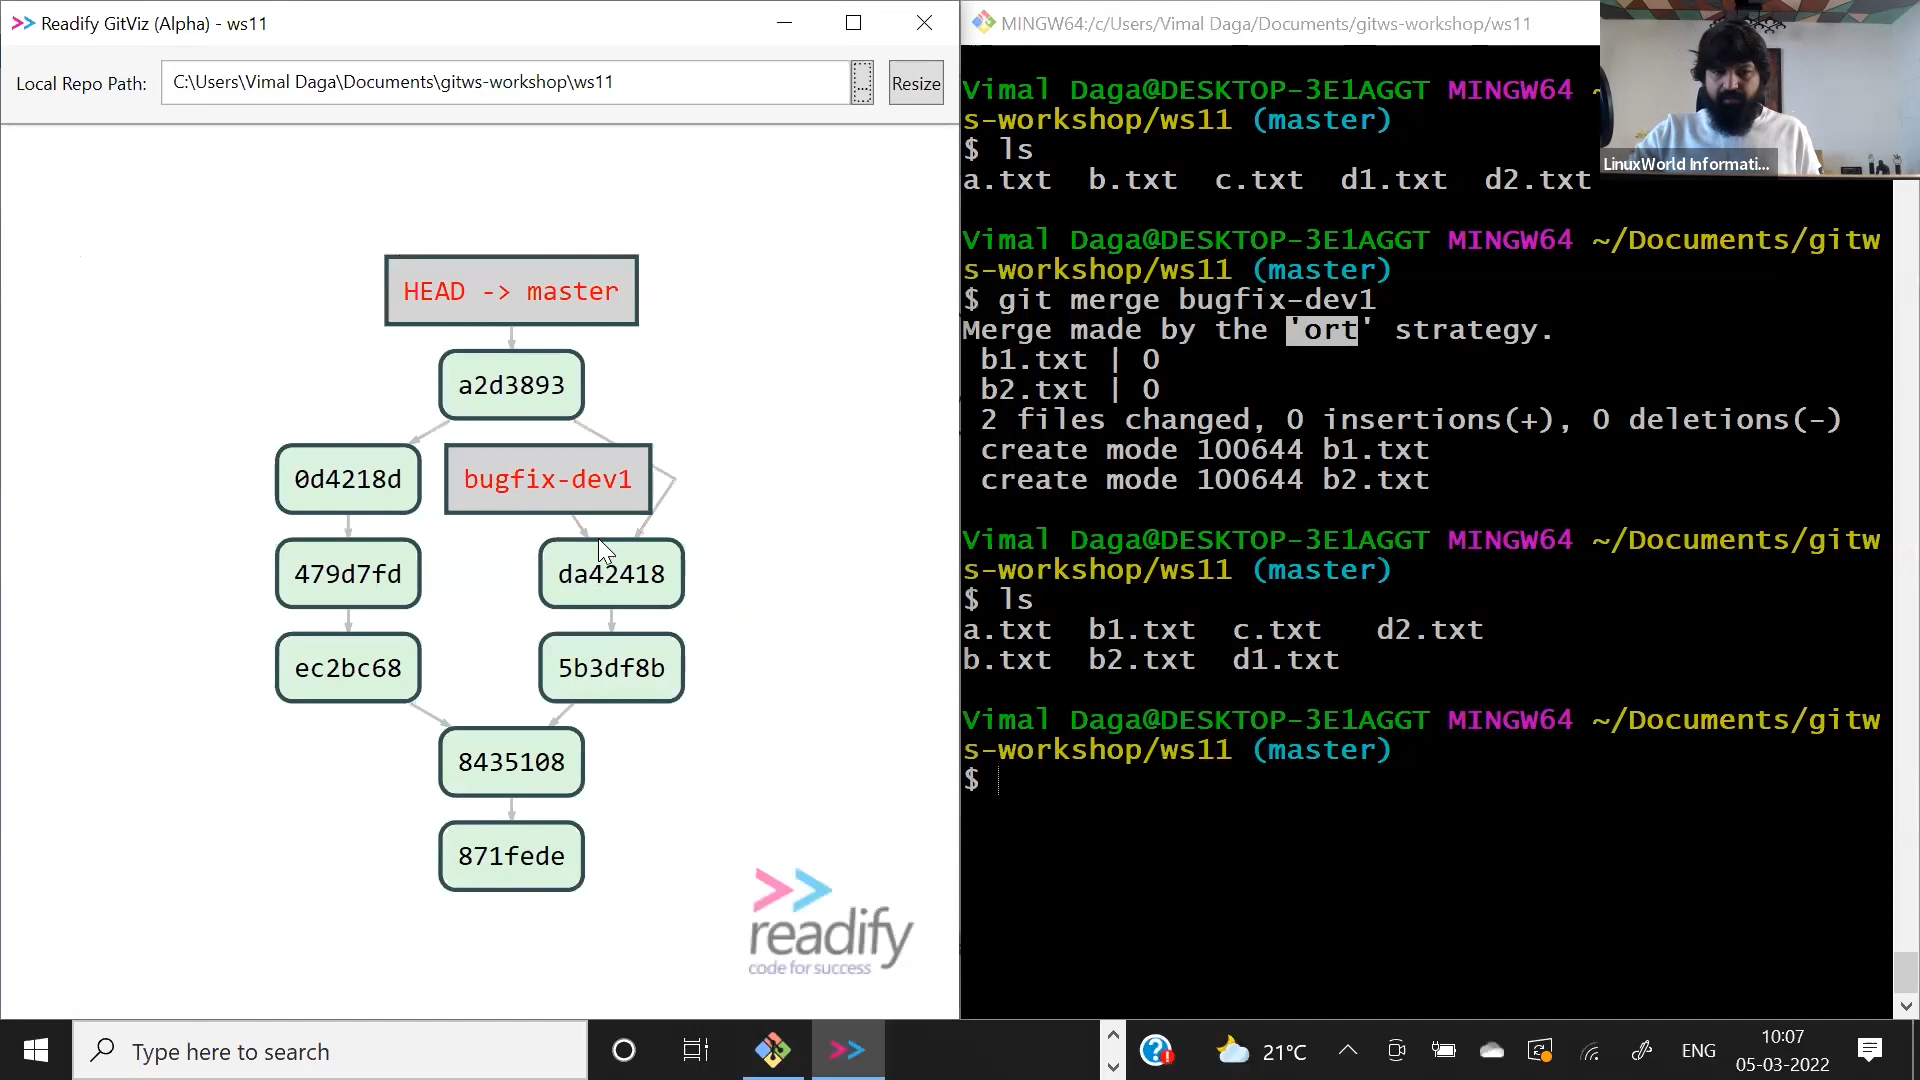 Readify GitViz (Alpha) - ws11
Local Repo Path: C:\Users\Vimal Daga\Documents\gitws-workshop\ws11 ... Resize
HEAD -> master
a2d3893
0d4218d
bugfix-dev1
479d7fd
da42418
ec2bc68
5b3df8b
8435108
871fede
readify
code for success
MINGW64:/c/Users/Vimal Daga/Documents/gitws-workshop/ws11
Vimal Daga@DESKTOP-3E1AGGT MINGW64 ~
s-workshop/ws11 (master)
$ ls
a.txt b.txt c.txt d1.txt d2.txt
Vimal Daga@DESKTOP-3E1AGGT MINGW64 ~/Documents/gitw
s-workshop/ws11 (master)
$ git merge bugfix-dev1
Merge made by the 'ort' strategy.
b1.txt | 0
b2.txt | 0
2 files changed, 0 insertions(+), 0 deletions(-)
create mode 100644 b1.txt
create mode 100644 b2.txt
Vimal Daga@DESKTOP-3E1AGGT MINGW64 ~/Documents/gitw
s-workshop/ws11 (master)
$ ls
a.txt b1.txt c.txt d2.txt
b.txt b2.txt d1.txt
Vimal Daga@DESKTOP-3E1AGGT MINGW64 ~/Documents/gitw
s-workshop/ws11 (master)
$
LinuxWorld Informati...
Type here to search
21°C
ENG
10:07
05-03-2022